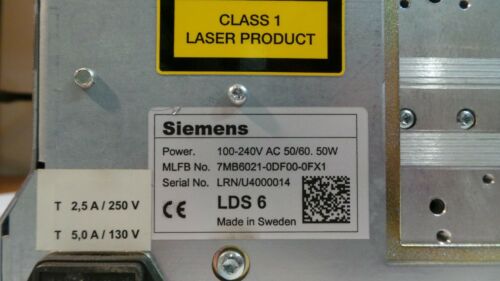 CLASS 1
LASER PRODUCT
Siemens
Power. 100-240V AC 50/60. 50W
MLFB No. 7MB6021-0DF00-0FX1
Serial No. LRN/U4000014
CE LDS 6
Made in Sweden
T 2,5 A / 250 V
T 5,0 A / 130 V